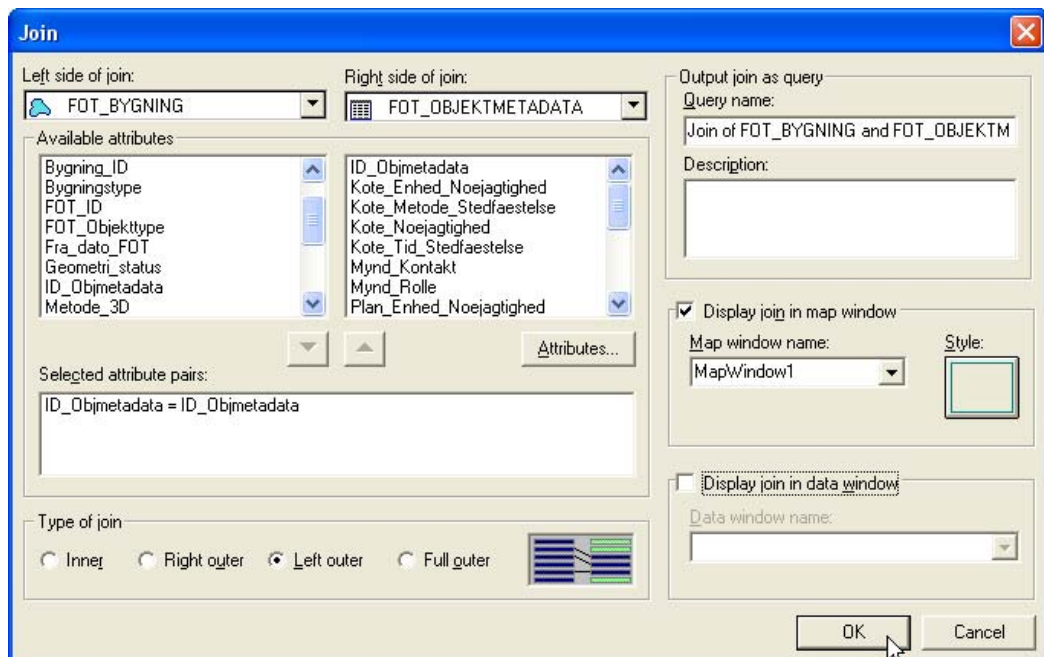 Join
Left side of join:
FOT_BYGNING
Right side of join:
FOT_OBJEKTMETADATA
Available attributes
Bygning_ID
Bygningstype
FOT_ID
FOT_Objekttype
Fra_dato_FOT
Geometri_status
ID_Objmetadata
Metode_3D
ID_Objmetadata
Kote_Enhed_Noejagtighed
Kote_Metode_Stedfaestelse
Kote_Noejagtighed
Kote_Tid_Stedfaestelse
Mynd_Kontakt
Mynd_Rolle
Plan_Enhed_Noejagtighed
Attributes...
Selected attribute pairs:
ID_Objmetadata = ID_Objmetadata
Type of join
Inner
Right outer
Left outer
Full outer
Output join as query
Query name:
Join of FOT_BYGNING and FOT_OBJEKTM
Description:
Display join in map window
Map window name:
MapWindow1
Style:
Display join in data window
Data window name:
OK
Cancel